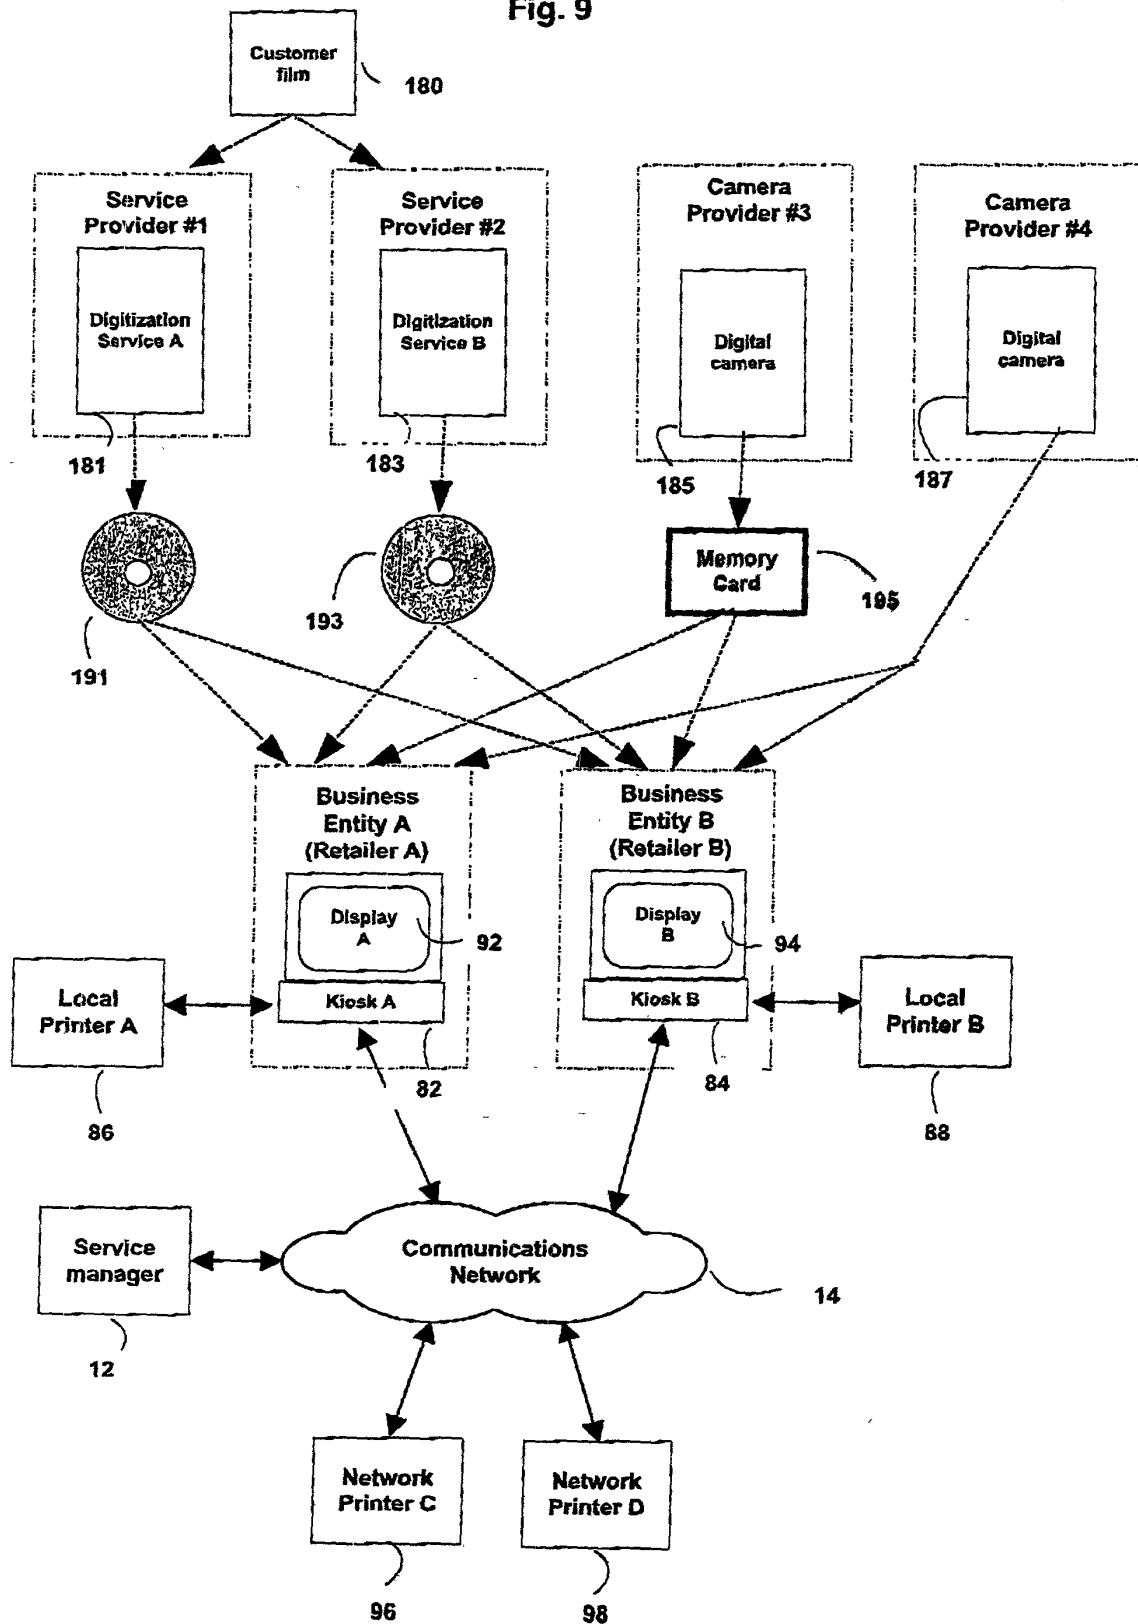 Fig. 9
Customer
film
180
Service
Provider #1
Service
Provider #2
Camera
Provider #3
Camera
Provider #4
Digitization
Service A
Digitization
Service B
Digital
camera
Digital
camera
181
183
185
187
Memory
Card
195
193
191
Business
Entity A
(Retailer A)
Business
Entity B
(Retailer B)
Display
A
92
Display
B
94
Local
Printer A
Kiosk A
Kiosk B
Local
Printer B
82
84
86
88
Service
manager
Communications
Network
14
12
Network
Printer C
Network
Printer D
96
98